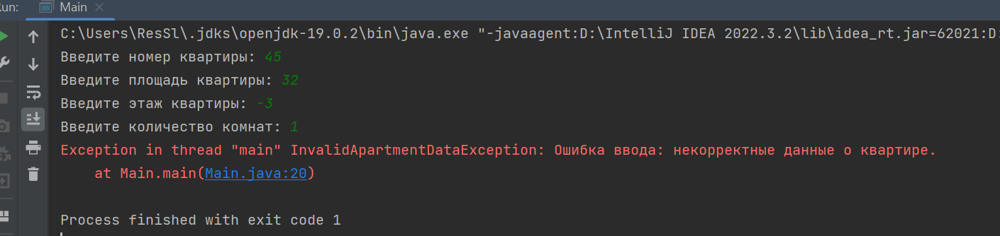 Run: Main
C:\Users\ResSl\.jdks\openjdk-19.0.2\bin\java.exe "-javaagent:D:\IntelliJ IDEA 2022.3.2\lib\idea_rt.jar=62021:D:
Введите номер квартиры: 45
Введите площадь квартиры: 32
Введите этаж квартиры: -3
Введите количество комнат: 1
Exception in thread "main" InvalidApartmentDataException: Ошибка ввода: некорректные данные о квартире.
at Main.main(Main.java:20)
Process finished with exit code 1